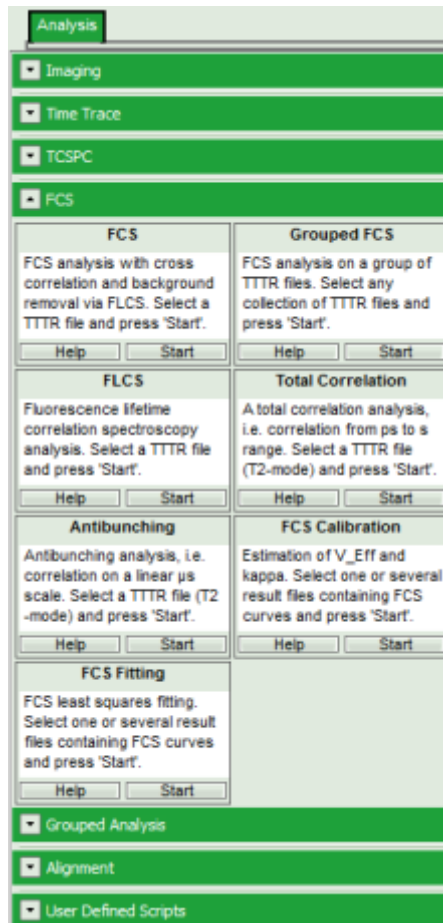 Analysis
Imaging
Time Trace
TCSPC
FCS
FCS
FCS analysis with cross
correlation and background
removal via FLCS. Select a
TTTR file and press 'Start'.
Help
Start
Grouped FCS
FCS analysis on a group of
TTTR files. Select any
collection of TTTR files and
press 'Start'.
Help
Start
FLCS
Fluorescence lifetime
correlation spectroscopy
analysis. Select a TTTR file
and press 'Start'.
Help
Start
Total Correlation
A total correlation analysis,
i.e. correlation from ps to s
range. Select a TTTR file
(T2-mode) and press 'Start'.
Help
Start
Antibunching
Antibunching analysis, i.e.
correlation on a linear µs
scale. Select a TTTR file (T2
-mode) and press 'Start'.
Help
Start
FCS Calibration
Estimation of V_Eff and
kappa. Select one or several
result files containing FCS
curves and press 'Start'.
Help
Start
FCS Fitting
FCS least squares fitting.
Select one or several result
files containing FCS curves
and press 'Start'.
Help
Start
Grouped Analysis
Alignment
User Defined Scripts